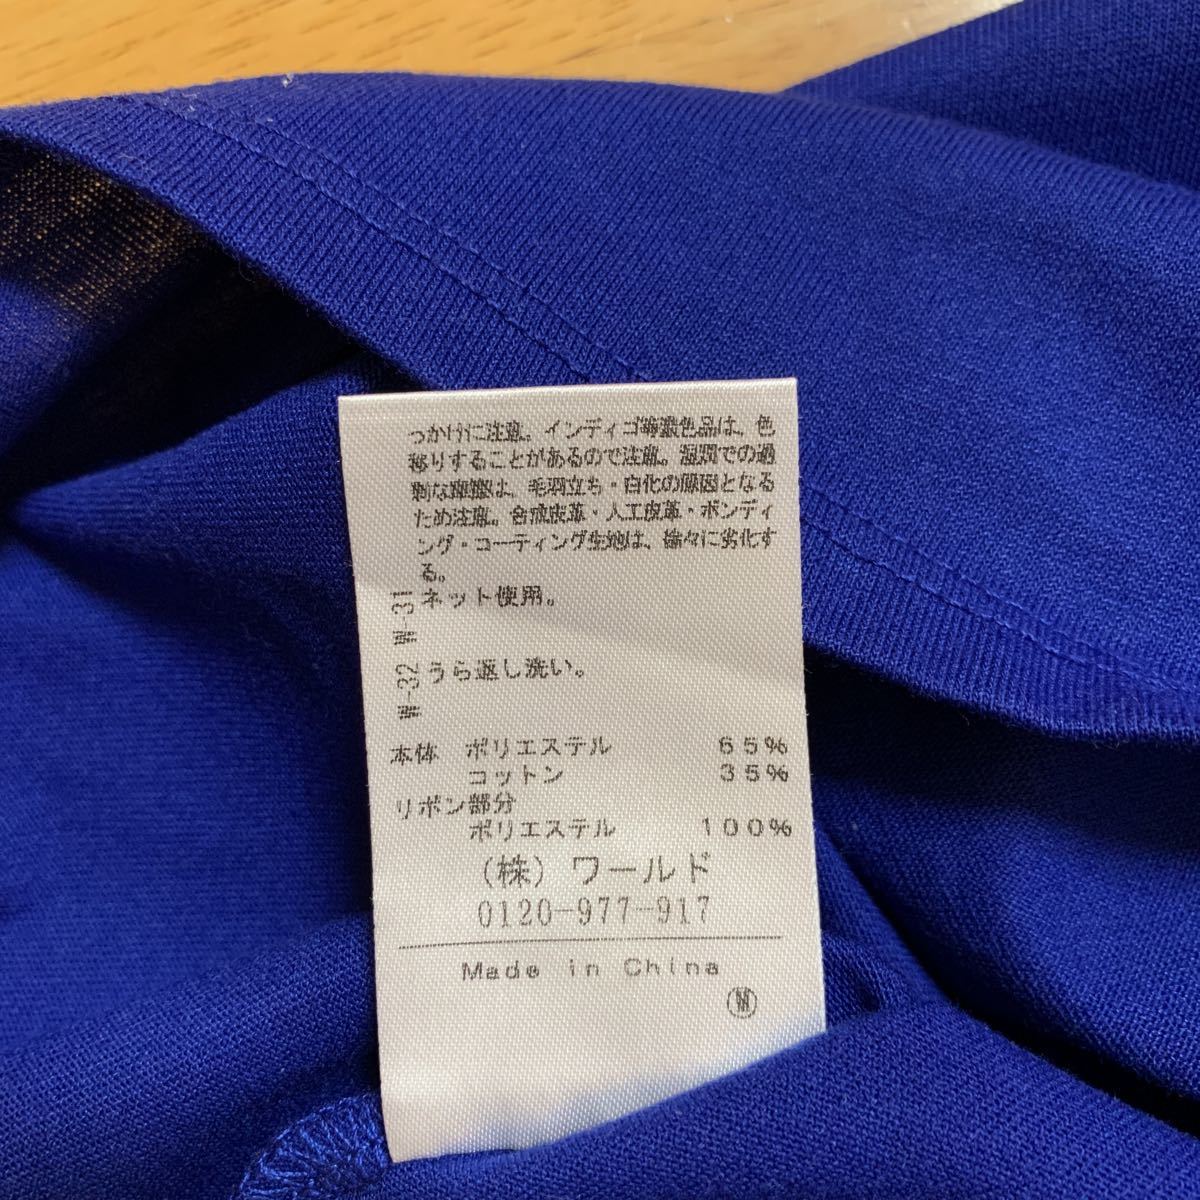 つかけに注意。インディゴ等濃色品は、色
移りすることがあるので注意。湿潤での過
剰な摩擦は、毛羽立ち・白化の原因となる
ため注意。合成皮革・人工皮革・ボンディ
ング・コーティング生地は、徐々に劣化す
る。
W-31 ネット使用。
W-32 うら返し洗い。
本体 ポリエステル 65%
コットン 35%
リボン部分
ポリエステル 100%
(株)ワールド
0120-977-917
Made in China
Ⓜ